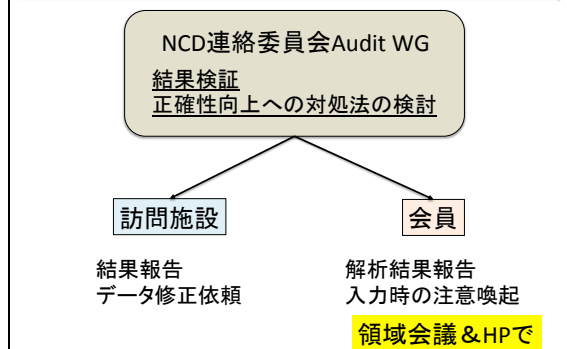 NCD連絡委員会Audit WG
結果検証
正確性向上への対処法の検討
訪問施設
会員
結果報告
データ修正依頼
解析結果報告
入力時の注意喚起
領域会議＆HPで